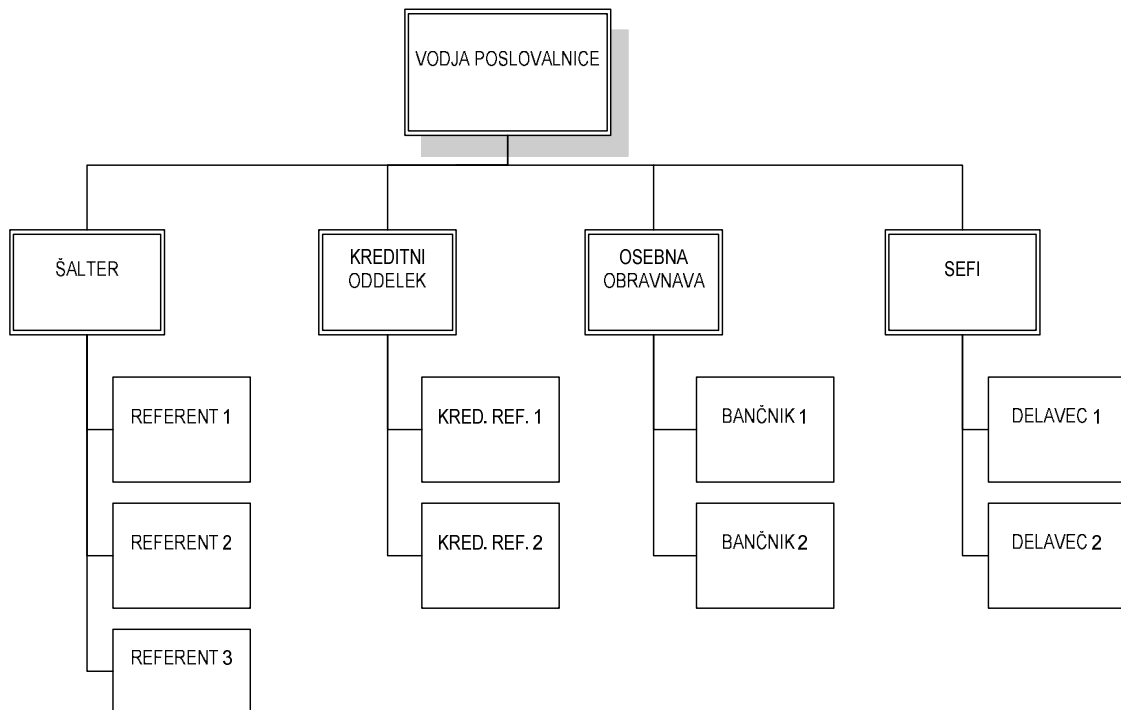 VODJA POSLOVALNICE
ŠALTER
KREDITNI
ODDELEK
OSEBNA
OBRAVNAVA
SEFI
REFERENT 1
KRED. REF. 1
BANČNIK 1
DELAVEC 1
REFERENT 2
KRED. REF. 2
BANČNIK 2
DELAVEC 2
REFERENT 3